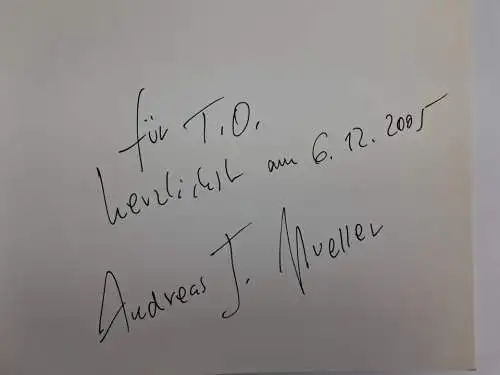 für T.O.
herzlichst am 6.12.2005
Andreas J. Mueller